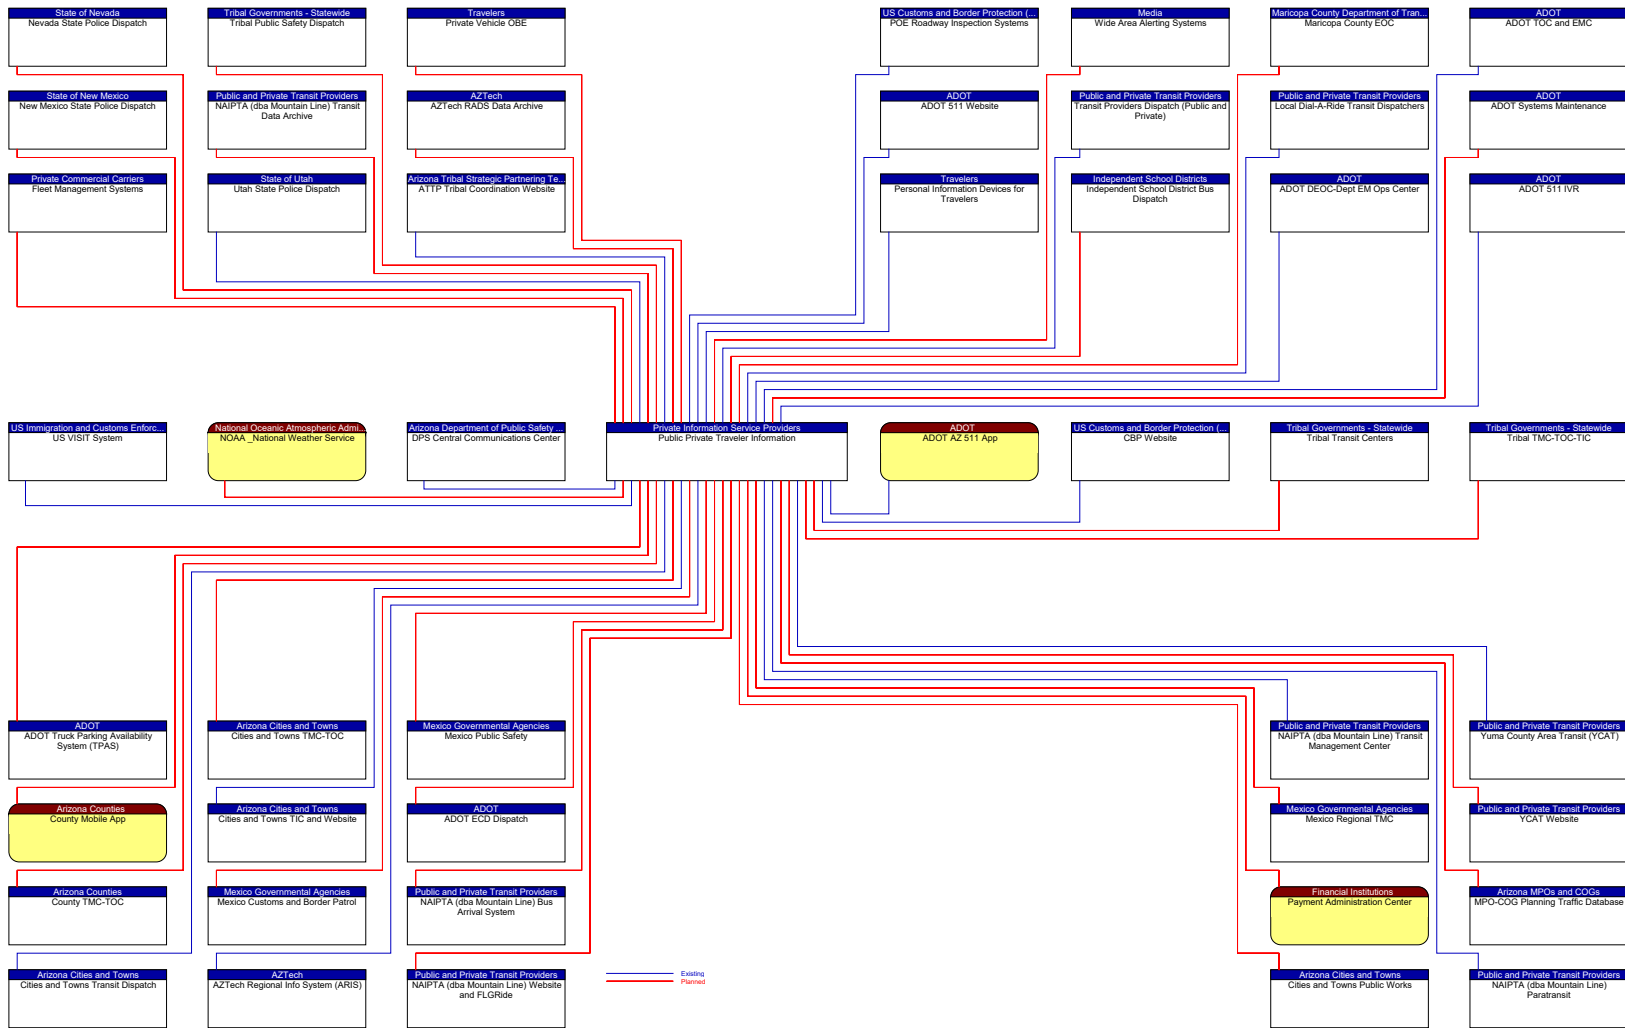 State of Nevada
Nevada State Police Dispatch
Tribal Governments - Statewide
Tribal Public Safety Dispatch
Travelers
Private Vehicle OBE
US Customs and Border Protection (...
POE Roadway Inspection Systems
Media
Wide Area Alerting Systems
Maricopa County Department of Tran...
Maricopa County EOC
ADOT
ADOT TOC and EMC
State of New Mexico
New Mexico State Police Dispatch
Public and Private Transit Providers
NAIPTA (dba Mountain Line) Transit
Data Archive
AZTech
AZTech RADS Data Archive
ADOT
ADOT 511 Website
Public and Private Transit Providers
Transit Providers Dispatch (Public and
Private)
Public and Private Transit Providers
Local Dial-A-Ride Transit Dispatchers
ADOT
ADOT Systems Maintenance
Private Commercial Carriers
Fleet Management Systems
State of Utah
Utah State Police Dispatch
Arizona Tribal Strategic Partnering Te...
ATTP Tribal Coordination Website
Travelers
Personal Information Devices for
Travelers
Independent School Districts
Independent School District Bus
Dispatch
ADOT
ADOT DEOC-Dept EM Ops Center
ADOT
ADOT 511 IVR
US Immigration and Customs Enforc...
US VISIT System
National Oceanic Atmospheric Admi...
NOAA _National Weather Service
Arizona Department of Public Safety ...
DPS Central Communications Center
Private Information Service Providers
Public Private Traveler Information
ADOT
ADOT AZ 511 App
US Customs and Border Protection (...
CBP Website
Tribal Governments - Statewide
Tribal Transit Centers
Tribal Governments - Statewide
Tribal TMC-TOC-TIC
ADOT
ADOT Truck Parking Availability
System (TPAS)
Arizona Cities and Towns
Cities and Towns TMC-TOC
Mexico Governmental Agencies
Mexico Public Safety
Public and Private Transit Providers
NAIPTA (dba Mountain Line) Transit
Management Center
Public and Private Transit Providers
Yuma County Area Transit (YCAT)
Arizona Counties
County Mobile App
Arizona Cities and Towns
Cities and Towns TIC and Website
ADOT
ADOT ECD Dispatch
Mexico Governmental Agencies
Mexico Regional TMC
Public and Private Transit Providers
YCAT Website
Arizona Counties
County TMC-TOC
Mexico Governmental Agencies
Mexico Customs and Border Patrol
Public and Private Transit Providers
NAIPTA (dba Mountain Line) Bus
Arrival System
Financial Institutions
Payment Administration Center
Arizona MPOs and COGs
MPO-COG Planning Traffic Database
Arizona Cities and Towns
Cities and Towns Transit Dispatch
AZTech
AZTech Regional Info System (ARIS)
Public and Private Transit Providers
NAIPTA (dba Mountain Line) Website
and FLGRide
Existing
Planned
Arizona Cities and Towns
Cities and Towns Public Works
Public and Private Transit Providers
NAIPTA (dba Mountain Line)
Paratransit